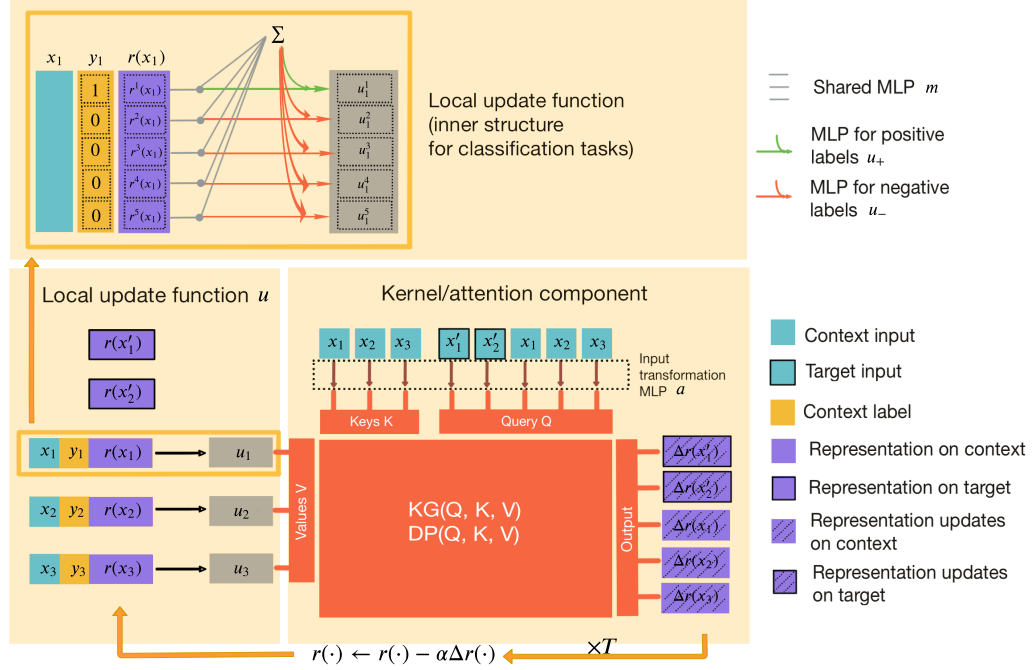 Σ
x₁ y₁ r(x₁)
1 r¹(x₁) u₁¹
0 r²(x₁) u₁²
0 r³(x₁) u₁³
0 r⁴(x₁) u₁⁴
0 r⁵(x₁) u₁⁵
Local update function
(inner structure
for classification tasks)
Shared MLP m
MLP for positive
labels u₊
MLP for negative
labels u₋
Local update function u
r(x′₁)
r(x′₂)
x₁ y₁ r(x₁) u₁
x₂ y₂ r(x₂) u₂
x₃ y₃ r(x₃) u₃
Kernel/attention component
x₁ x₂ x₃ x′₁ x′₂ x₁ x₂ x₃
Input
transformation
MLP a
Keys K
Query Q
Values V
KG(Q, K, V)
DP(Q, K, V)
Output
Δr(x′₁)
Δr(x′₂)
Δr(x₁)
Δr(x₂)
Δr(x₃)
r(·) ← r(·) − αΔr(·)
×T
Context input
Target input
Context label
Representation on context
Representation on target
Representation updates
on context
Representation updates
on target